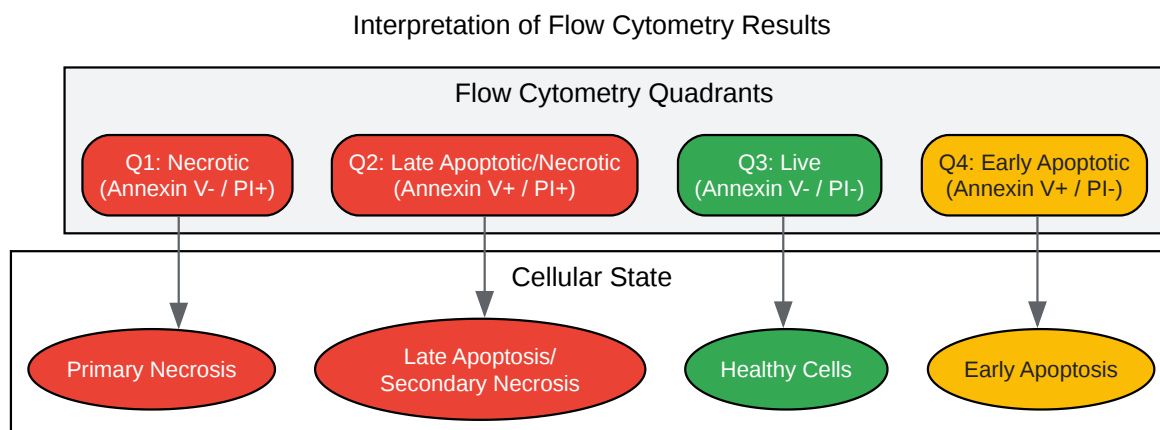 Interpretation of Flow Cytometry Results
Flow Cytometry Quadrants
Q1: Necrotic
(Annexin V- / PI+)
Q2: Late Apoptotic/Necrotic
(Annexin V+ / PI+)
Q3: Live
(Annexin V- / PI-)
Q4: Early Apoptotic
(Annexin V+ / PI-)
Cellular State
Primary Necrosis
Late Apoptosis/
Secondary Necrosis
Healthy Cells
Early Apoptosis